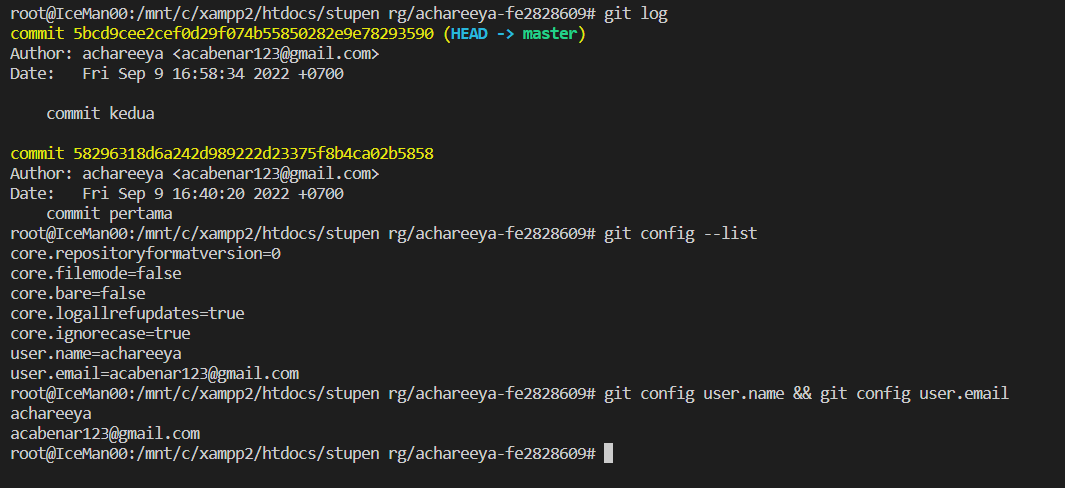 root@IceMan00:/mnt/c/xampp2/htdocs/stupen rg/achareeya-fe2828609# git log
commit 5bcd9cee2cef0d29f074b55850282e9e78293590 (HEAD -> master)
Author: achareeya <acabenar123@gmail.com>
Date:   Fri Sep 9 16:58:34 2022 +0700
    commit kedua
commit 58296318d6a242d989222d23375f8b4ca02b5858
Author: achareeya <acabenar123@gmail.com>
Date:   Fri Sep 9 16:40:20 2022 +0700
    commit pertama
root@IceMan00:/mnt/c/xampp2/htdocs/stupen rg/achareeya-fe2828609# git config --list
core.repositoryformatversion=0
core.filemode=false
core.bare=false
core.logallrefupdates=true
core.ignorecase=true
user.name=achareeya
user.email=acabenar123@gmail.com
root@IceMan00:/mnt/c/xampp2/htdocs/stupen rg/achareeya-fe2828609# git config user.name && git config user.email
achareeya
acabenar123@gmail.com
root@IceMan00:/mnt/c/xampp2/htdocs/stupen rg/achareeya-fe2828609#